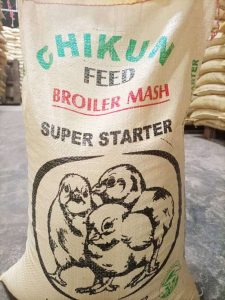 CHIKUN
FEED
BROILER MASH
SUPER STARTER